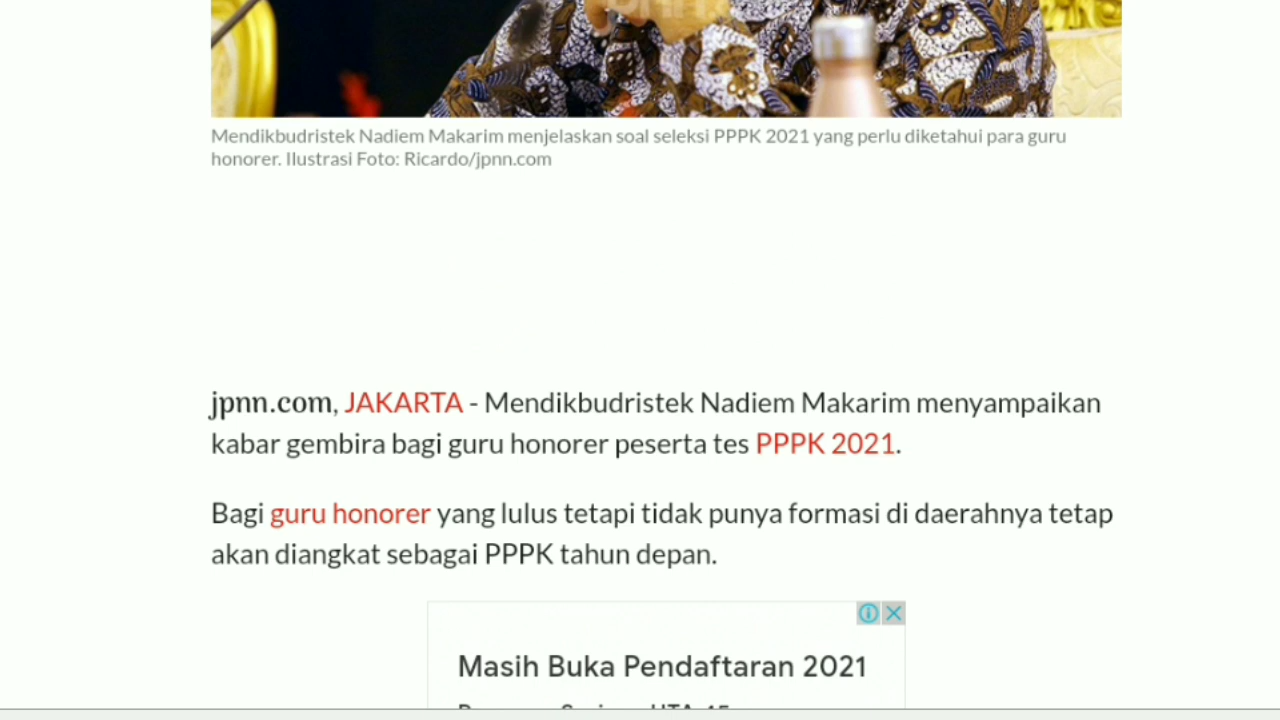 Mendikbudristek Nadiem Makarim menjelaskan soal seleksi PPPK 2021 yang perlu diketahui para guru
honorer. Ilustrasi Foto: Ricardo/jpnn.com
jpnn.com, JAKARTA - Mendikbudristek Nadiem Makarim menyampaikan
kabar gembira bagi guru honorer peserta tes PPPK 2021.
Bagi guru honorer yang lulus tetapi tidak punya formasi di daerahnya tetap
akan diangkat sebagai PPPK tahun depan.
Masih Buka Pendaftaran 2021